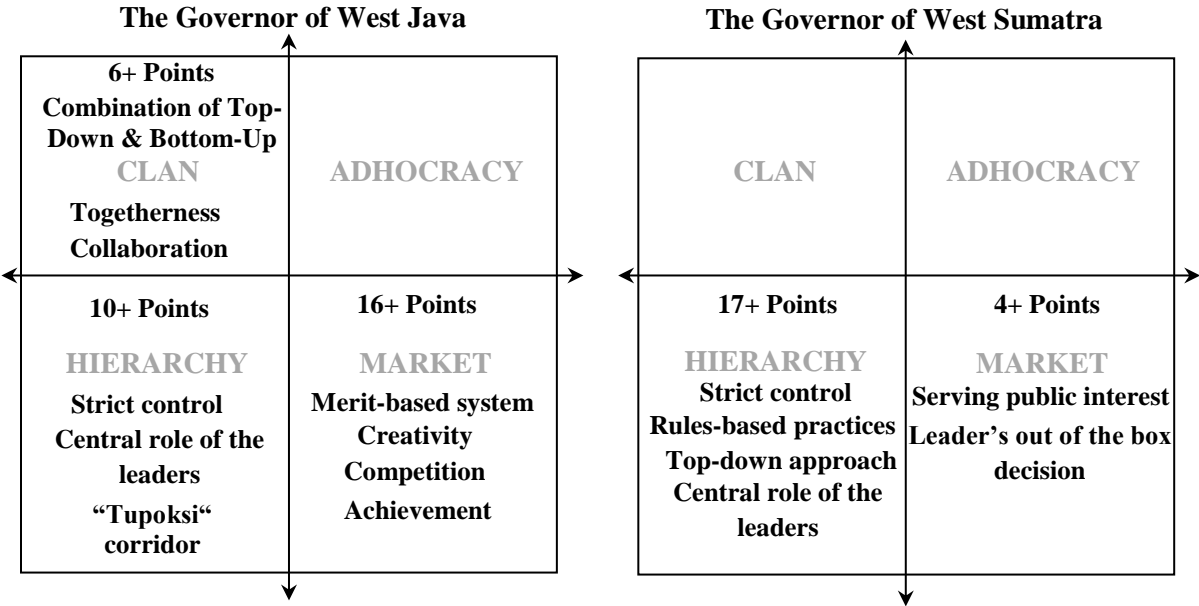 The Governor of West Java
6+ Points
Combination of Top-
Down & Bottom-Up
CLAN
Togetherness
Collaboration
ADHOCRACY
10+ Points
HIERARCHY
Strict control
Central role of the
leaders
“Tupoksi“
corridor
16+ Points
MARKET
Merit-based system
Creativity
Competition
Achievement
The Governor of West Sumatra
CLAN
ADHOCRACY
17+ Points
HIERARCHY
Strict control
Rules-based practices
Top-down approach
Central role of the
leaders
4+ Points
MARKET
Serving public interest
Leader’s out of the box
decision